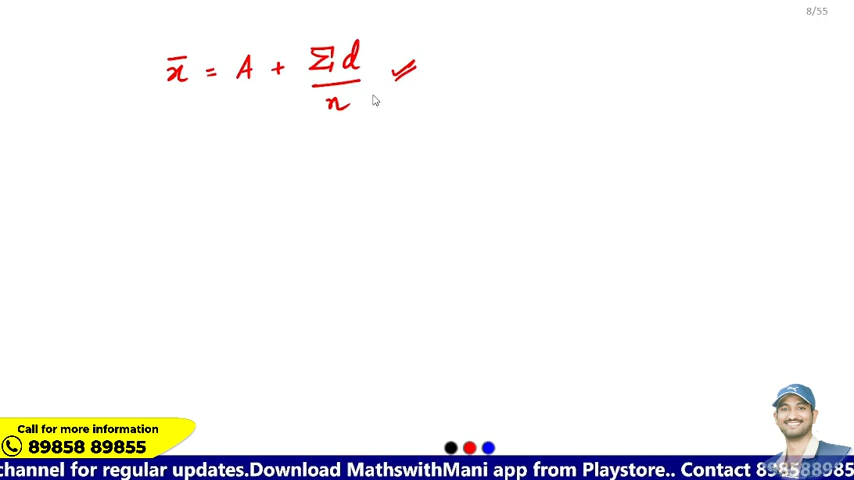 8/55
x̄ = A + Σd/n
Call for more information
89858 89855
channel for regular updates.Download MathswithMani app from Playstore.. Contact 898588985